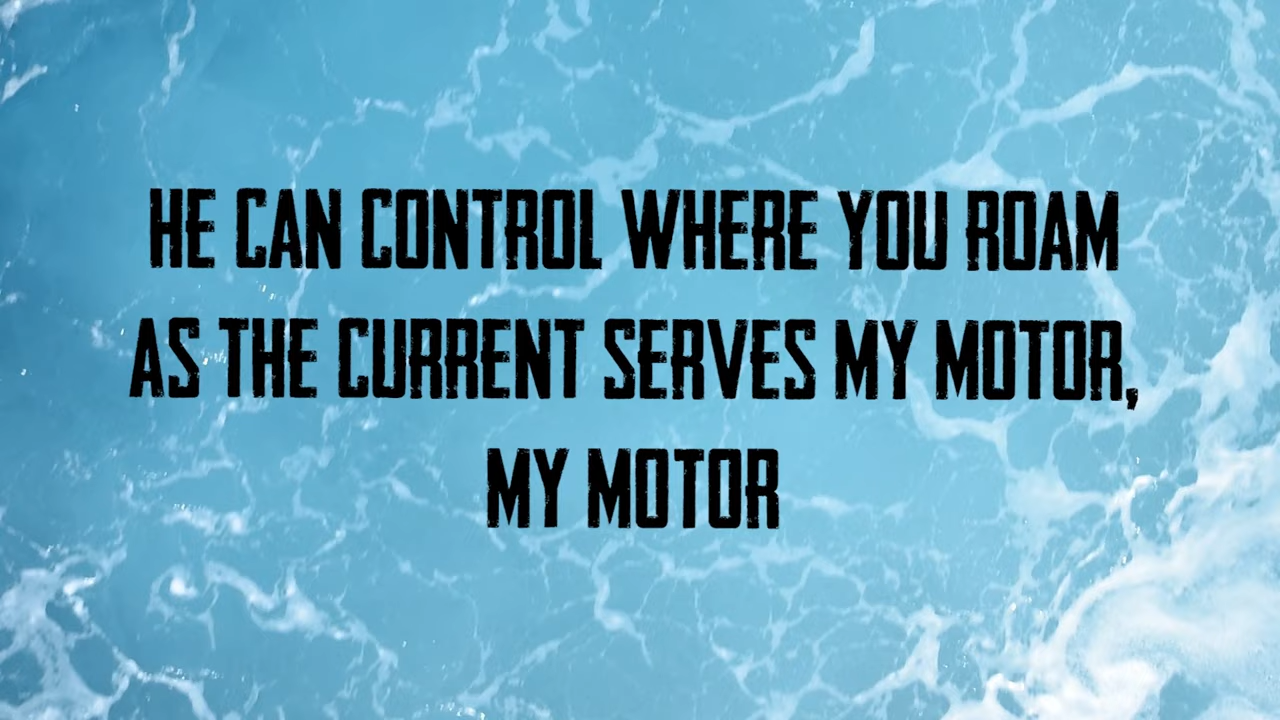 HE CAN CONTROL WHERE YOU ROAM
AS THE CURRENT SERVES MY MOTOR,
MY MOTOR